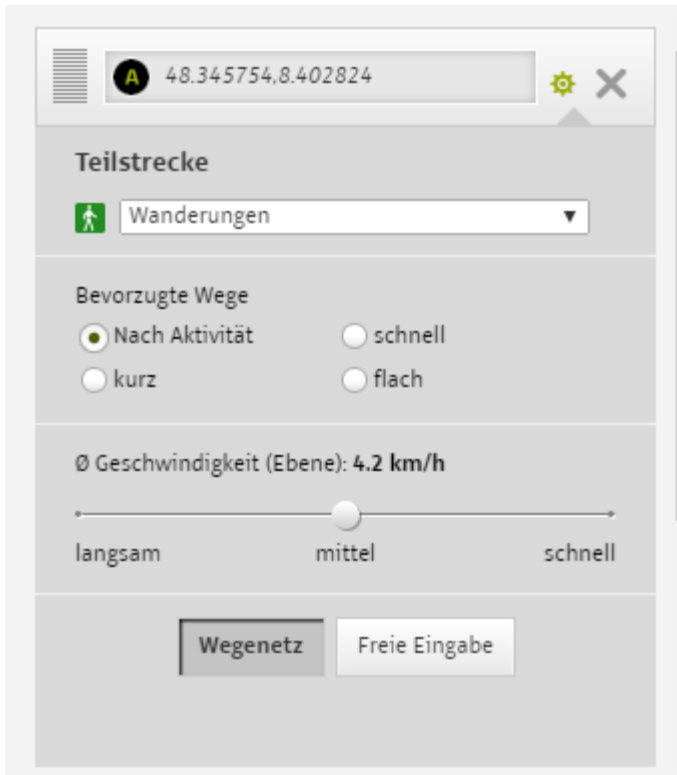 A 48.345754,8.402824
Teilstrecke
Wanderungen
Bevorzugte Wege
Nach Aktivität schnell
kurz flach
Ø Geschwindigkeit (Ebene): 4.2 km/h
langsam mittel schnell
Wegenetz Freie Eingabe